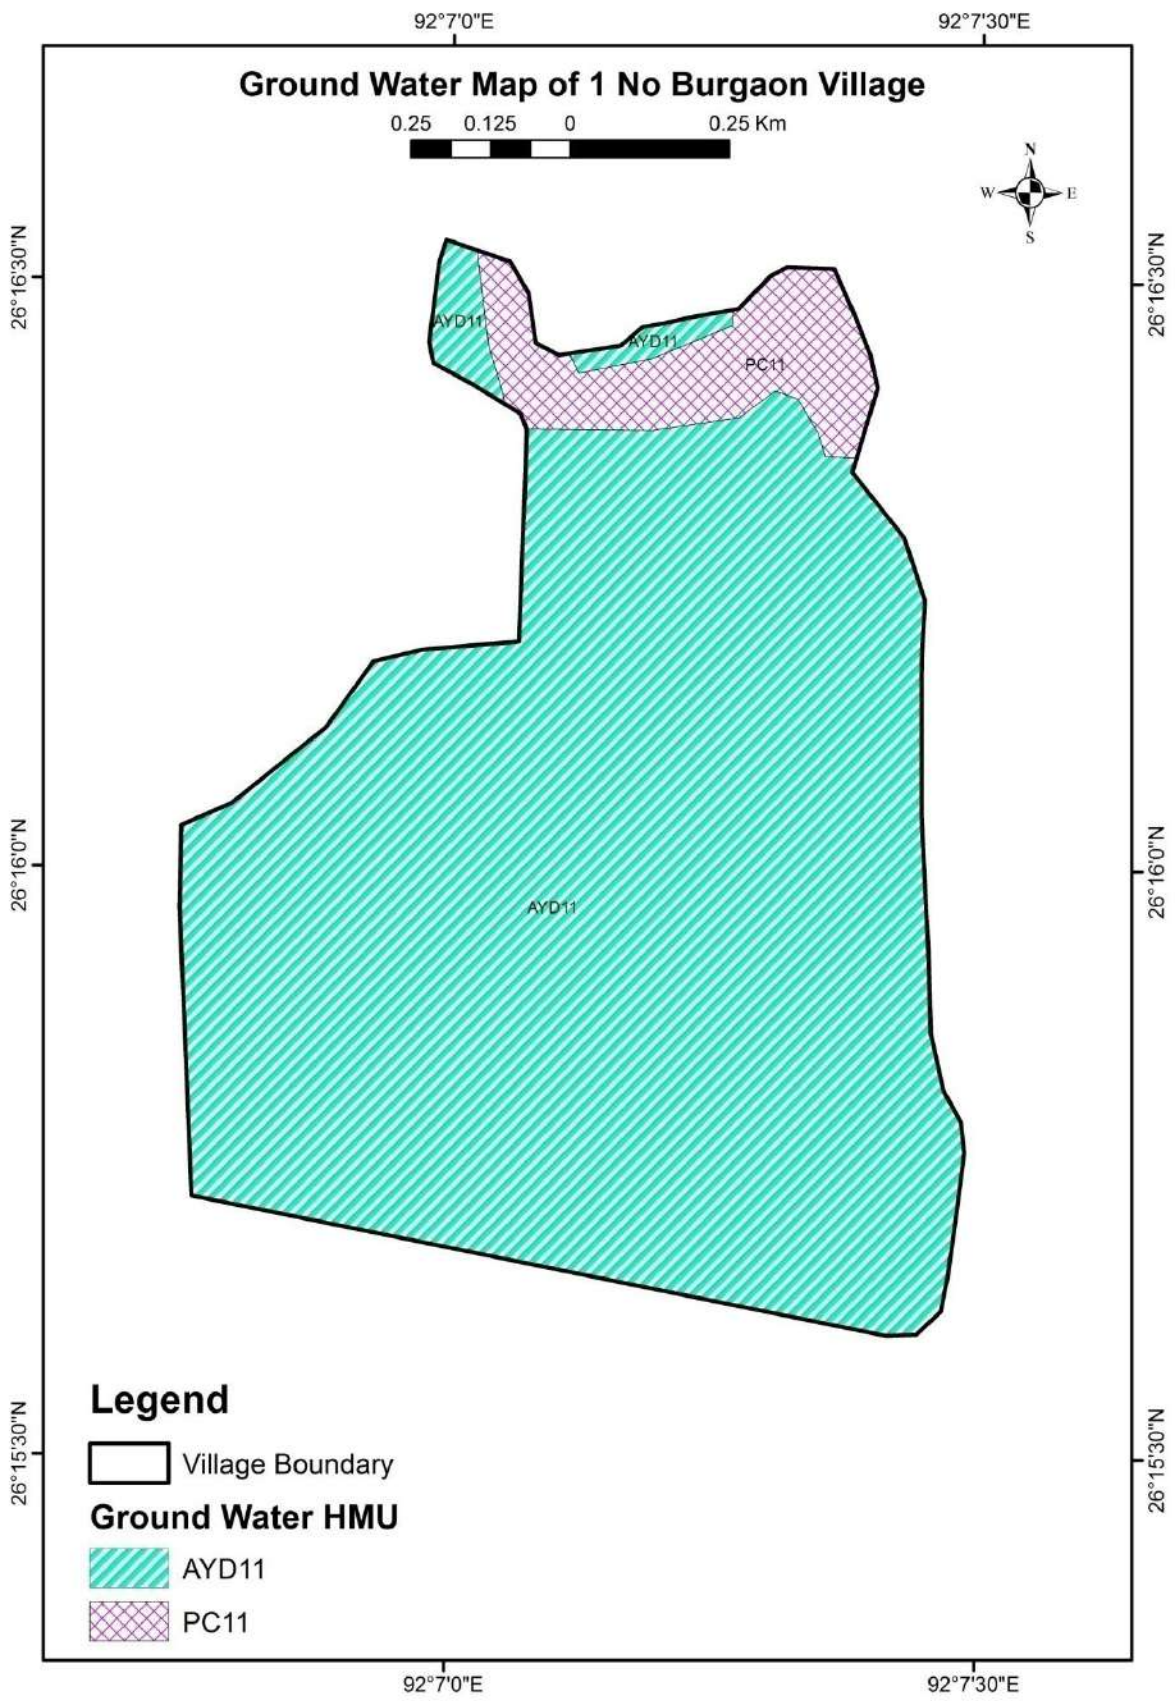 92°7'0"E 92°7'30"E
Ground Water Map of 1 No Burgaon Village
0.25 0.125 0 0.25 Km
N
W E
S
26°16'30"N 26°16'30"N
AYD11
AYD11
PC11
26°16'0"N 26°16'0"N
AYD11
Legend
Village Boundary
26°15'30"N 26°15'30"N
Ground Water HMU
AYD11
PC11
92°7'0"E 92°7'30"E